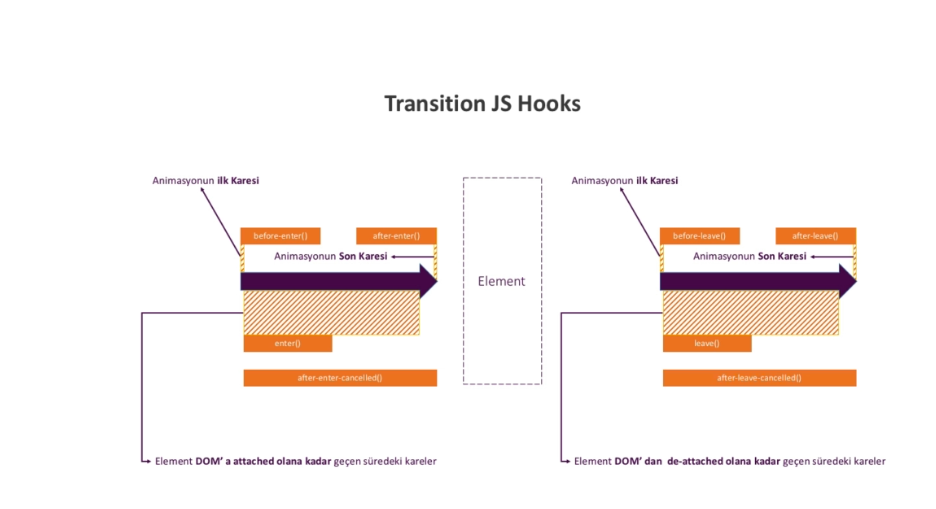 Transition JS Hooks
Animasyonun ilk Karesi
before-enter()
after-enter()
Animasyonun Son Karesi
enter()
after-enter-cancelled()
Element DOM’ a attached olana kadar geçen süredeki kareler
Element
Animasyonun ilk Karesi
before-leave()
after-leave()
Animasyonun Son Karesi
leave()
after-leave-cancelled()
Element DOM’ dan de-attached olana kadar geçen süredeki kareler